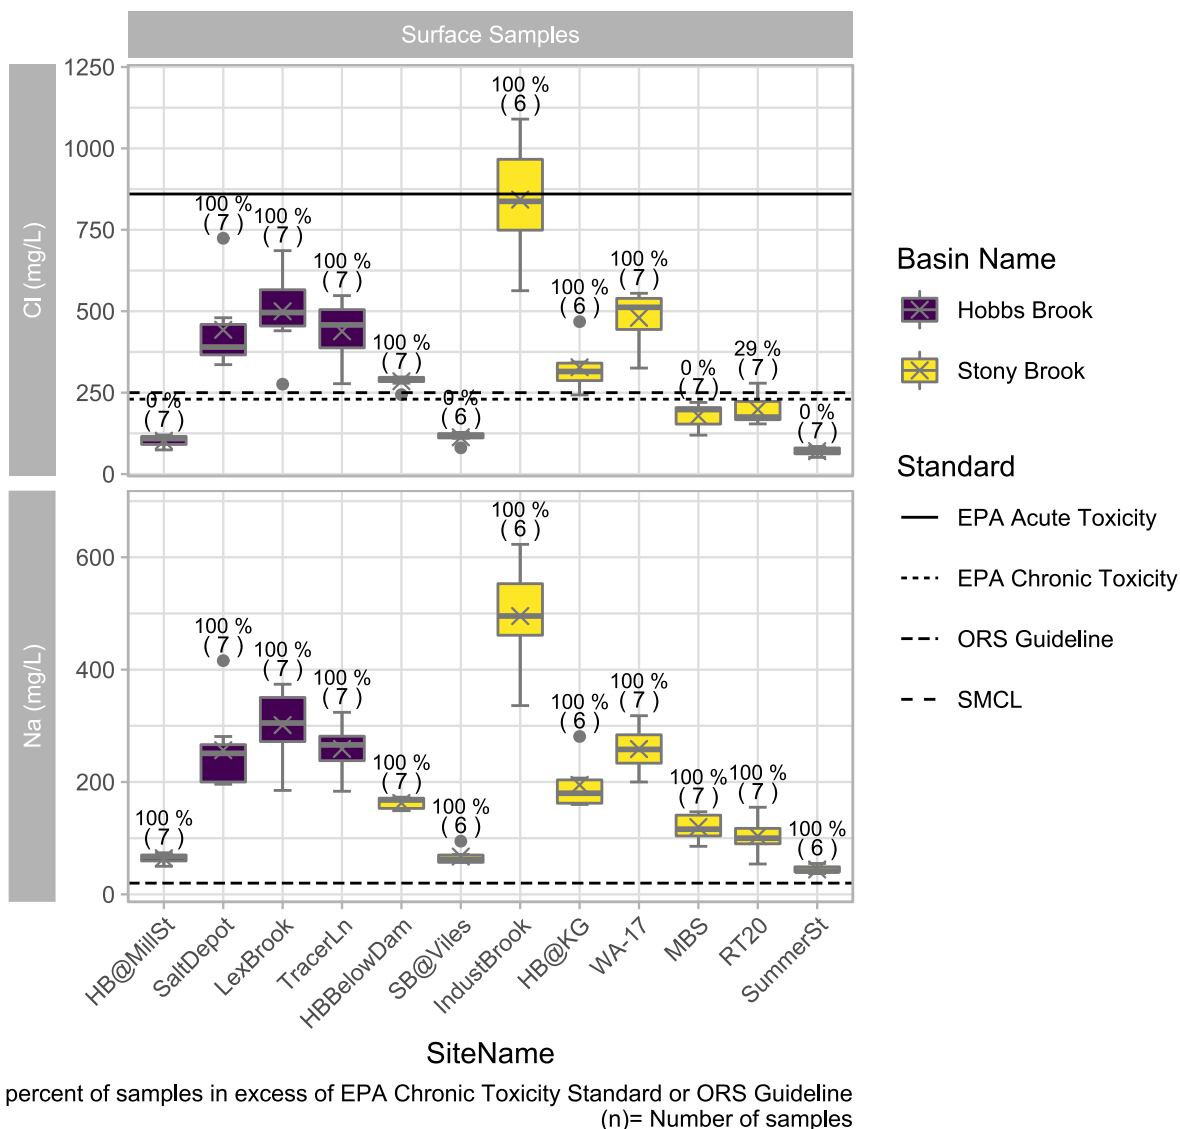 Surface Samples
Cl (mg/L)
1250
1000
750
500
250
0
0 %
( 7 )
100 %
( 7 )
100 %
( 7 )
100 %
( 7 )
100 %
( 7 )
0 %
( 6 )
100 %
( 6 )
100 %
( 6 )
100 %
( 7 )
0 %
( 7 )
29 %
( 7 )
0 %
( 7 )
Na (mg/L)
600
400
200
0
100 %
( 7 )
100 %
( 7 )
100 %
( 7 )
100 %
( 7 )
100 %
( 7 )
100 %
( 6 )
100 %
( 6 )
100 %
( 6 )
100 %
( 7 )
100 %
( 7 )
100 %
( 7 )
100 %
( 6 )
HB@MillSt
SaltDepot
LexBrook
TracerLn
HBBelowDam
SB@Viles
IndustBrook
HB@KG
WA-17
MBS
RT20
SummerSt
SiteName
percent of samples in excess of EPA Chronic Toxicity Standard or ORS Guideline
(n)= Number of samples
Basin Name
Hobbs Brook
Stony Brook
Standard
EPA Acute Toxicity
EPA Chronic Toxicity
ORS Guideline
SMCL